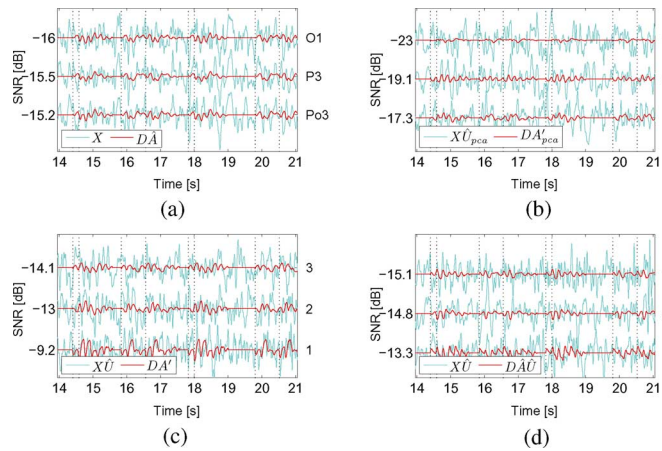 SNR [dB]
−16 O1
−15.5 P3
−15.2 Po3
X DÂ
14 15 16 17 18 19 20 21
Time [s]
(a)
SNR [dB]
−23
−19.1
−17.3
XÛpca DA′pca
14 15 16 17 18 19 20 21
Time [s]
(b)
SNR [dB]
−14.1 3
−13 2
−9.2 1
XÛ DA′
14 15 16 17 18 19 20 21
Time [s]
(c)
SNR [dB]
−15.1
−14.8
−13.3
XÛ DÂÛ
14 15 16 17 18 19 20 21
Time [s]
(d)